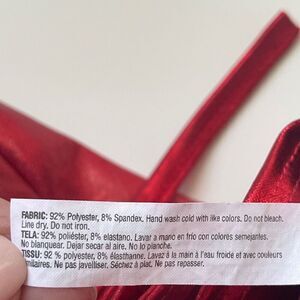 FABRIC: 92% Polyester, 8% Spandex. Hand wash cold with like colors. Do not bleach.
Line dry. Do not iron.
TELA: 92% poliéster, 8% elastano. Lavar a mano en frío con colores semejantes.
No blanquear. Dejar secar al aire. No lo planche.
TISSU: 92 % polyester, 8% élasthanne. Lavez à la main à l'eau froide et avec couleurs
similaires. Ne pas javelliser. Séchez à plat. Ne pas repasser.